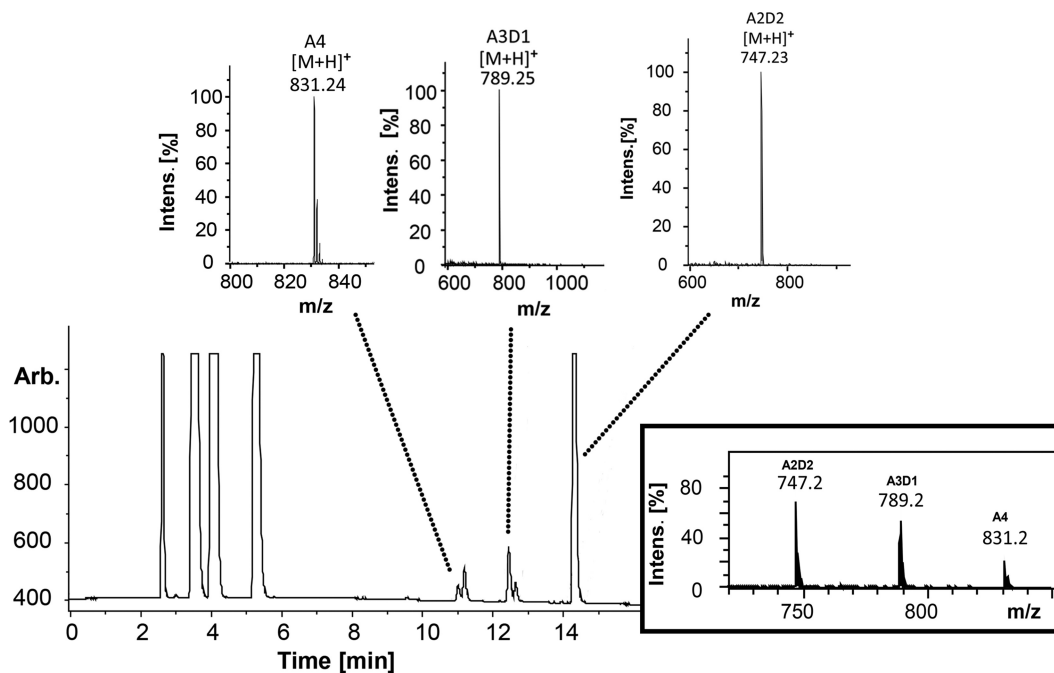 A4
[M+H]+
831.24
Intens. [%]
100
80
60
40
20
0
800 820 840
m/z
A3D1
[M+H]+
789.25
Intens. [%]
100
80
60
40
20
0
600 800 1000
m/z
A2D2
[M+H]+
747.23
Intens.[%]
100
80
60
40
20
0
600 800
m/z
Arb.
1000
800
600
400
0 2 4 6 8 10 12 14
Time [min]
Intens. [%]
80
40
0
A2D2
747.2
A3D1
789.2
A4
831.2
750 800 m/z